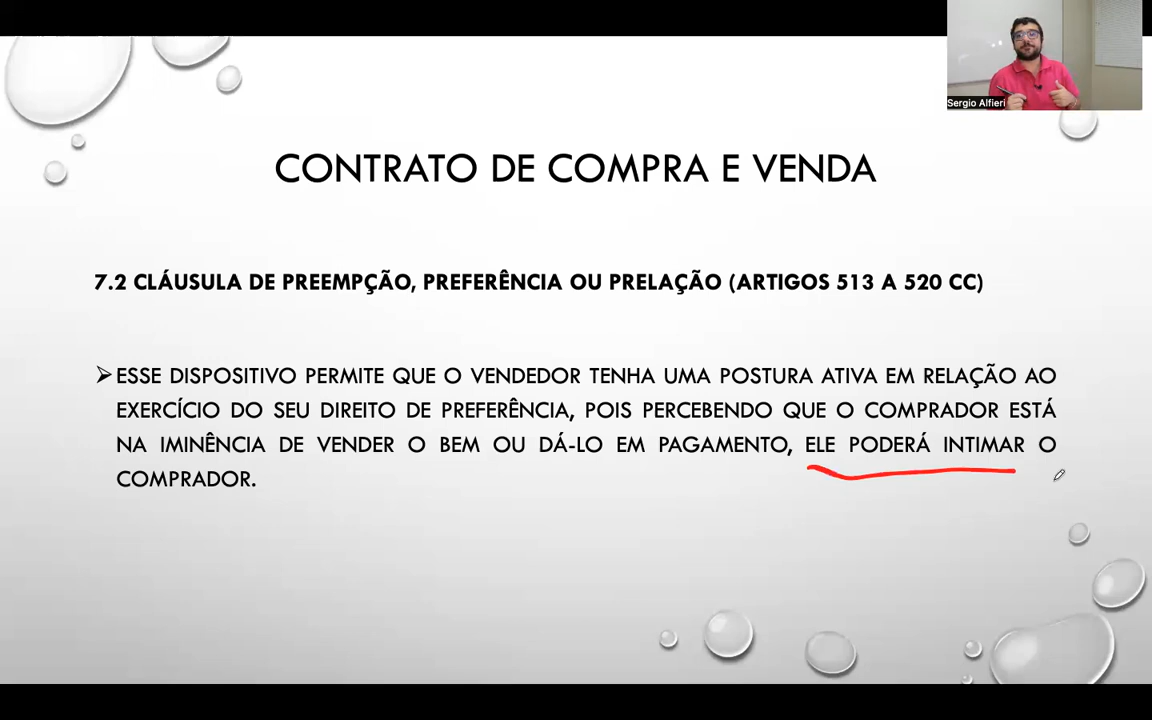 Sergio Alfieri
CONTRATO DE COMPRA E VENDA
7.2 CLÁUSULA DE PREEMPÇÃO, PREFERÊNCIA OU PRELAÇÃO (ARTIGOS 513 A 520 CC)
➢ESSE DISPOSITIVO PERMITE QUE O VENDEDOR TENHA UMA POSTURA ATIVA EM RELAÇÃO AO
EXERCÍCIO DO SEU DIREITO DE PREFERÊNCIA, POIS PERCEBENDO QUE O COMPRADOR ESTÁ
NA IMINÊNCIA DE VENDER O BEM OU DÁ-LO EM PAGAMENTO, ELE PODERÁ INTIMAR O
COMPRADOR.